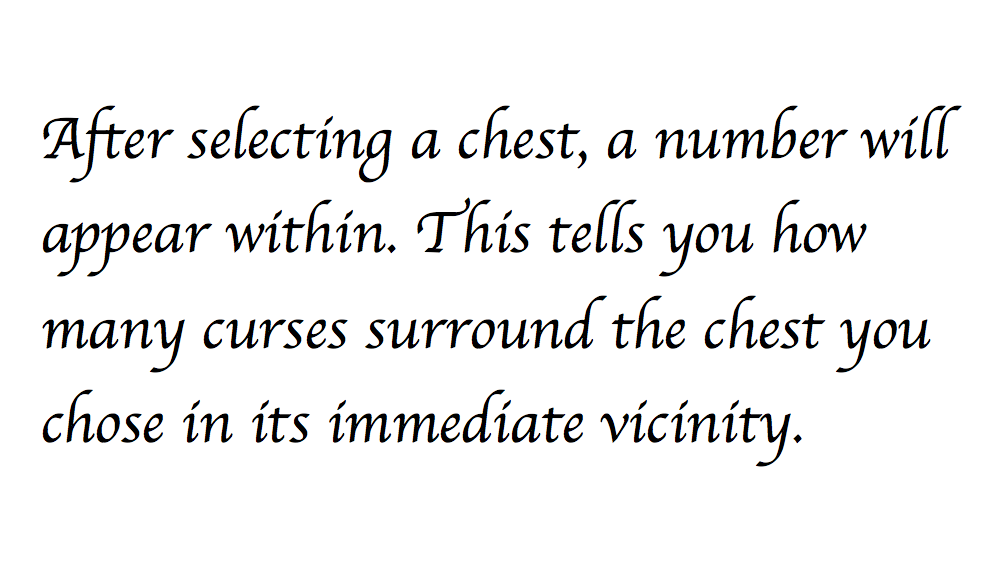 After selecting a chest, a number will
appear within. This tells you how
many curses surround the chest you
chose in its immediate vicinity.